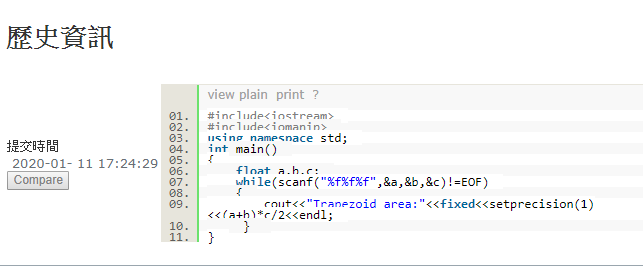 歷史資訊
view plain print ?
提交時間
2020-01- 11 17:24:29
Compare
01. #include<iostream>
02. #include<iomanip>
03. using namespace std;
04. int main()
05. {
06. float a,b,c;
07. while(scanf("%f%f%f",&a,&b,&c)!=EOF)
08. {
09. cout<<"Trapezoid area:"<<fixed<<setprecision(1)
<<(a+b)*c/2<<endl;
10. }
11. }